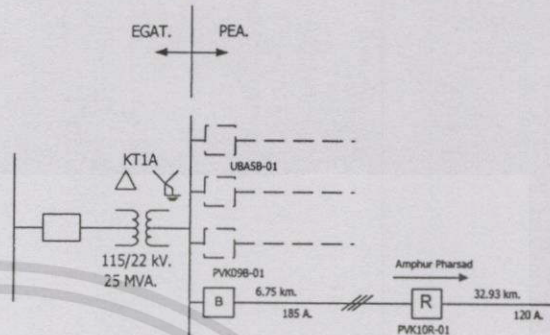 EGAT. PEA.
KT1A
UBA5B-01
115/22 kV.
25 MVA.
PVK09B-01
B
6.75 km.
185 A.
Amphur Pharsad
R
32.93 km.
PVK10R-01
120 A.